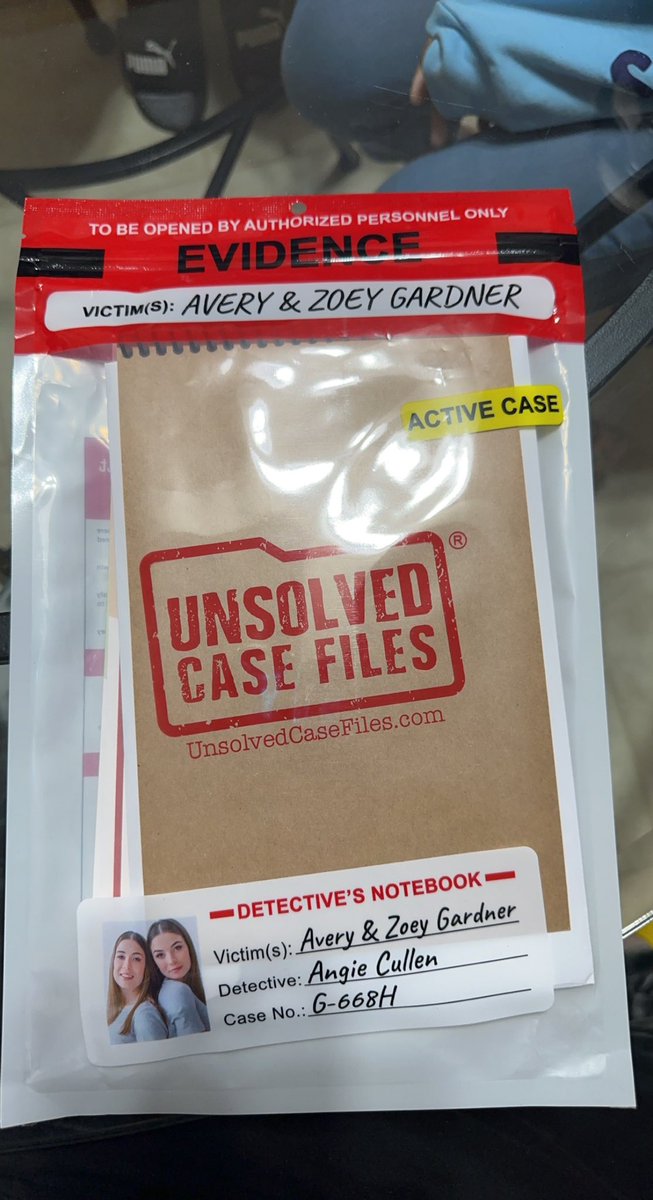 PUMA
TO BE OPENED BY AUTHORIZED PERSONNEL ONLY
EVIDENCE
VICTIM(S): AVERY & ZOEY GARDNER
ACTIVE CASE
UNSOLVED
CASE FILES
®
UnsolvedCaseFiles.com
DETECTIVE'S NOTEBOOK
Victim(s): Avery & Zoey Gardner
Detective: Angie Cullen
Case No.: G-668H